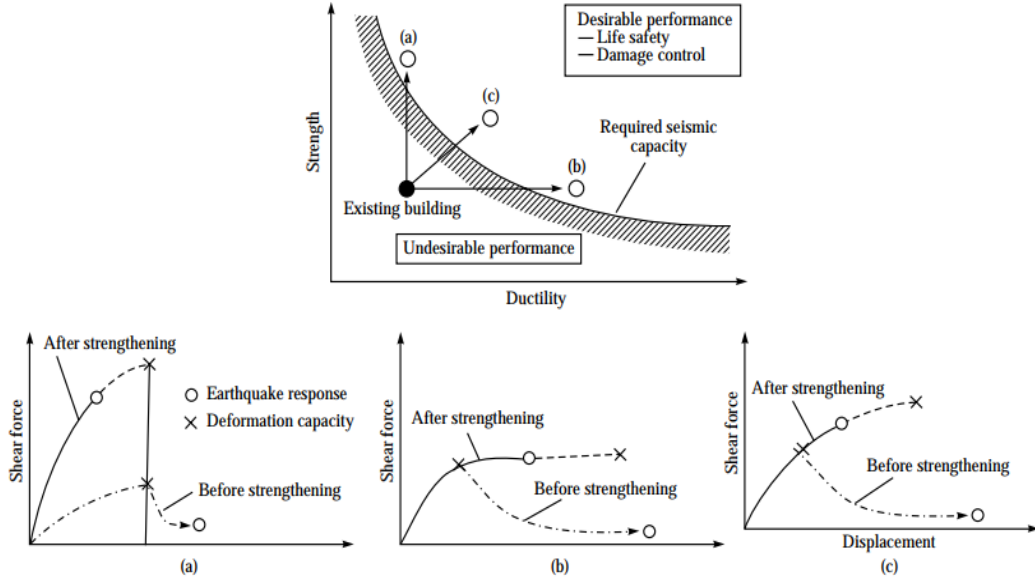 Desirable performance
— Life safety
— Damage control
(a)
(c)
(b)
Required seismic
capacity
Strength
Existing building
Undesirable performance
Ductility
After strengthening
Earthquake response
Deformation capacity
Before strengthening
Shear force
(a)
After strengthening
Before strengthening
Shear force
(b)
After strengthening
Before strengthening
Shear force
Displacement
(c)